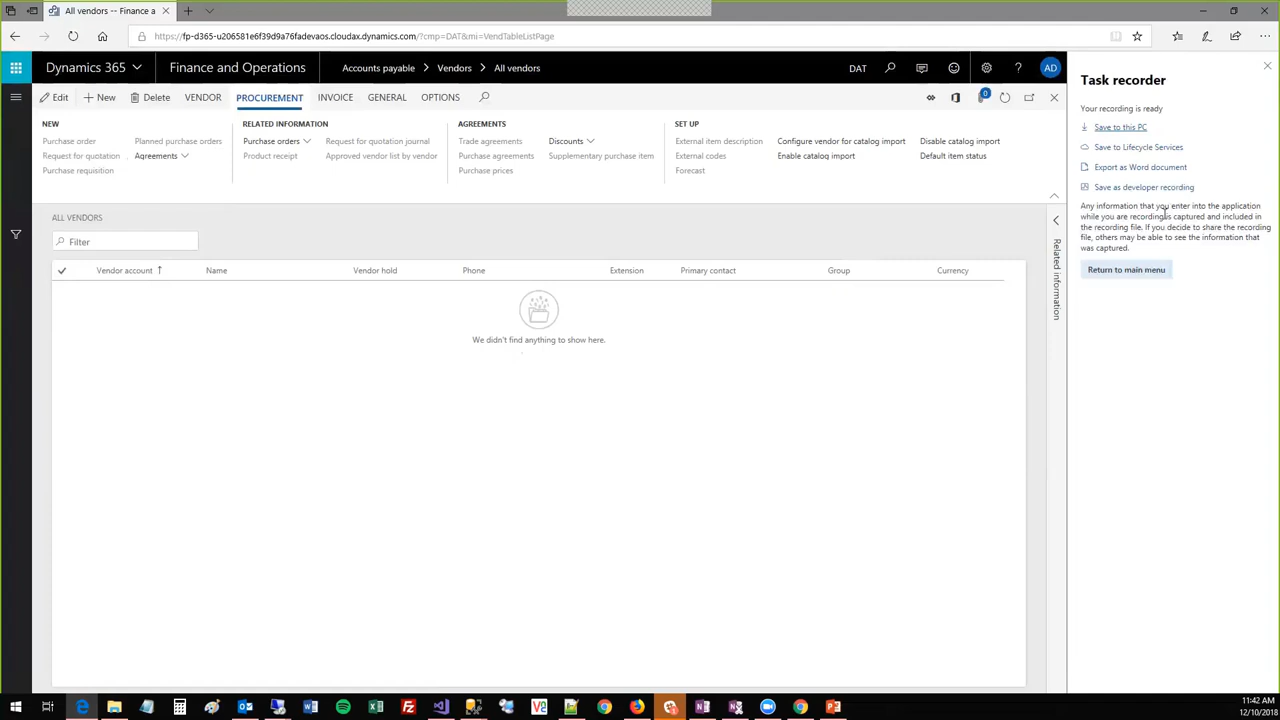 All vendors -- Finance a
https://fp-d365-u206581e6f39d9a76fadevaos.cloudax.dynamics.com/?cmp=DAT&mi=VendTableListPage
Dynamics 365
Finance and Operations
Accounts payable
Vendors
All vendors
DAT
AD
Edit
New
Delete
VENDOR
PROCUREMENT
INVOICE
GENERAL
OPTIONS
0
NEW
Purchase order
Planned purchase orders
Request for quotation
Agreements
Purchase requisition
RELATED INFORMATION
Purchase orders
Request for quotation journal
Product receipt
Approved vendor list by vendor
AGREEMENTS
Trade agreements
Discounts
Purchase agreements
Supplementary purchase item
Purchase prices
SET UP
External item description
Configure vendor for catalog import
Disable catalog import
External codes
Enable catalog import
Default item status
Forecast
ALL VENDORS
Filter
Vendor account
Name
Vendor hold
Phone
Extension
Primary contact
Group
Currency
We didn't find anything to show here.
Related information
Task recorder
Your recording is ready
Save to this PC
Save to Lifecycle Services
Export as Word document
Save as developer recording
Any information that you enter into the application
while you are recording is captured and included in
the recording file. If you decide to share the recording
file, others may be able to see the information that
was captured.
Return to main menu
11:42 AM
12/10/2018